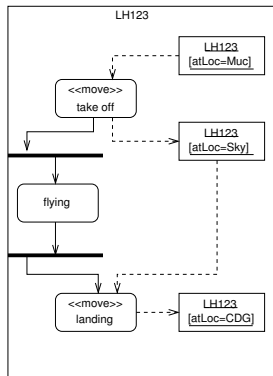 LH123
LH123
[atLoc=Muc]
<<move>>
take off
LH123
[atLoc=Sky]
flying
<<move>>
landing
LH123
[atLoc=CDG]